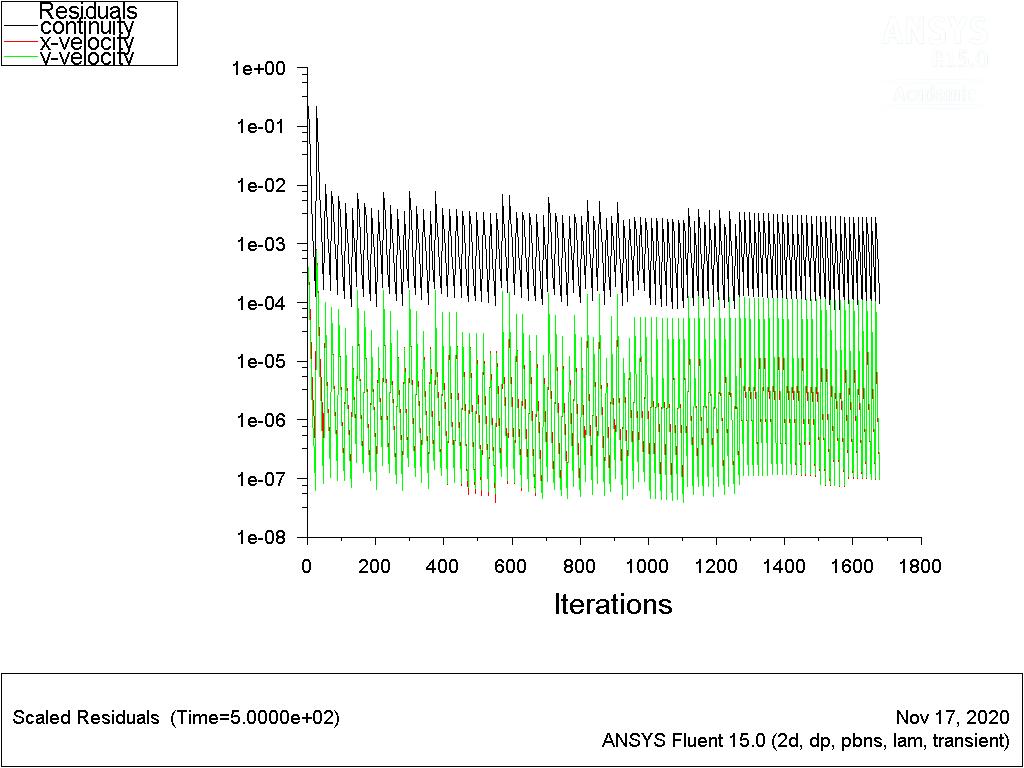 Residuals
continuity
x-velocity
y-velocity
ANSYS
R15.0
Academic
1e+00
1e-01
1e-02
1e-03
1e-04
1e-05
1e-06
1e-07
1e-08
0 200 400 600 800 1000 1200 1400 1600 1800
Iterations
Scaled Residuals (Time=5.0000e+02)
Nov 17, 2020
ANSYS Fluent 15.0 (2d, dp, pbns, lam, transient)